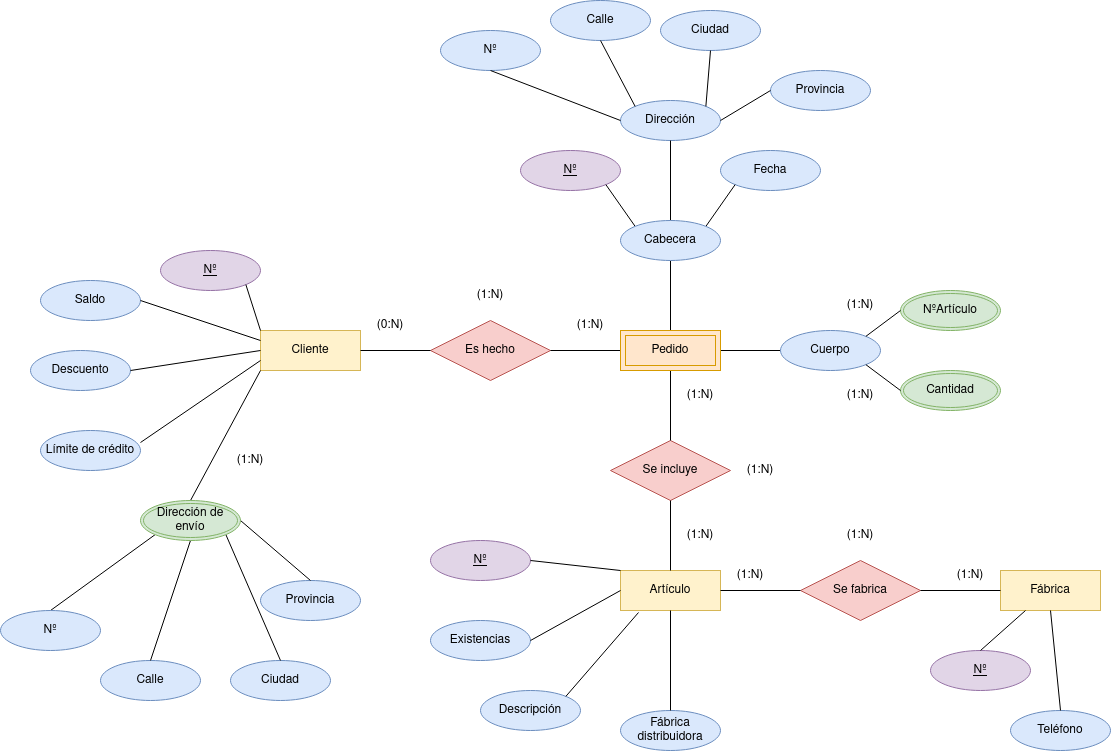 Calle
Ciudad
Nº
Provincia
Dirección
Nº
Fecha
Cabecera
Nº
Saldo
(1:N)
(1:N)
NºArtículo
(0:N)
(1:N)
Cliente
Es hecho
Pedido
Cuerpo
Descuento
(1:N)
(1:N)
Cantidad
Límite de crédito
(1:N)
Se incluye
(1:N)
Dirección de
envío
(1:N)
(1:N)
Nº
(1:N)
(1:N)
Artículo
Se fabrica
Fábrica
Provincia
Nº
Existencias
Nº
Calle
Ciudad
Descripción
Fábrica
distribuidora
Teléfono